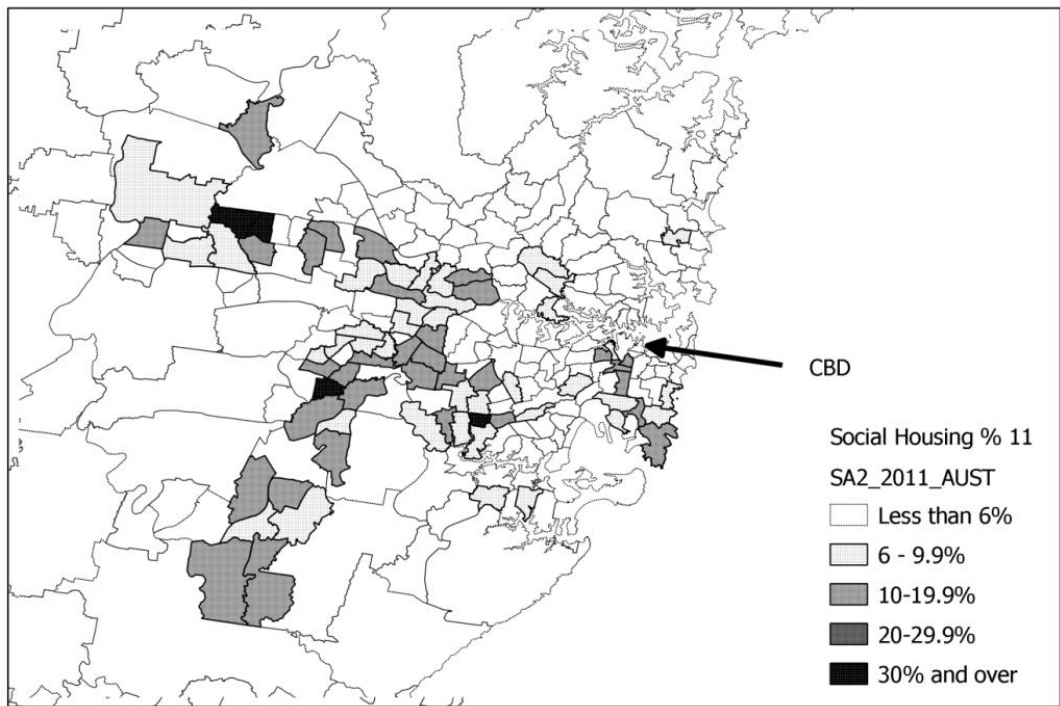 CBD
Social Housing % 11
SA2_2011_AUST
Less than 6%
6 - 9.9%
10-19.9%
20-29.9%
30% and over